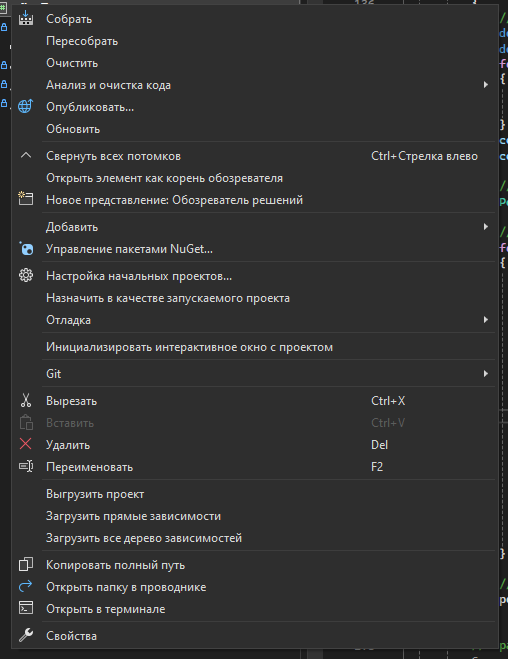 Собрать
Пересобрать
Очистить
Анализ и очистка кода
Опубликовать...
Обновить
Свернуть всех потомков Ctrl+Стрелка влево
Открыть элемент как корень обозревателя
Новое представление: Обозреватель решений
Добавить
Управление пакетами NuGet...
Настройка начальных проектов...
Назначить в качестве запускаемого проекта
Отладка
Инициализировать интерактивное окно с проектом
Git
Вырезать Ctrl+X
Вставить Ctrl+V
Удалить Del
Переименовать F2
Выгрузить проект
Загрузить прямые зависимости
Загрузить все дерево зависимостей
Копировать полный путь
Открыть папку в проводнике
Открыть в терминале
Свойства